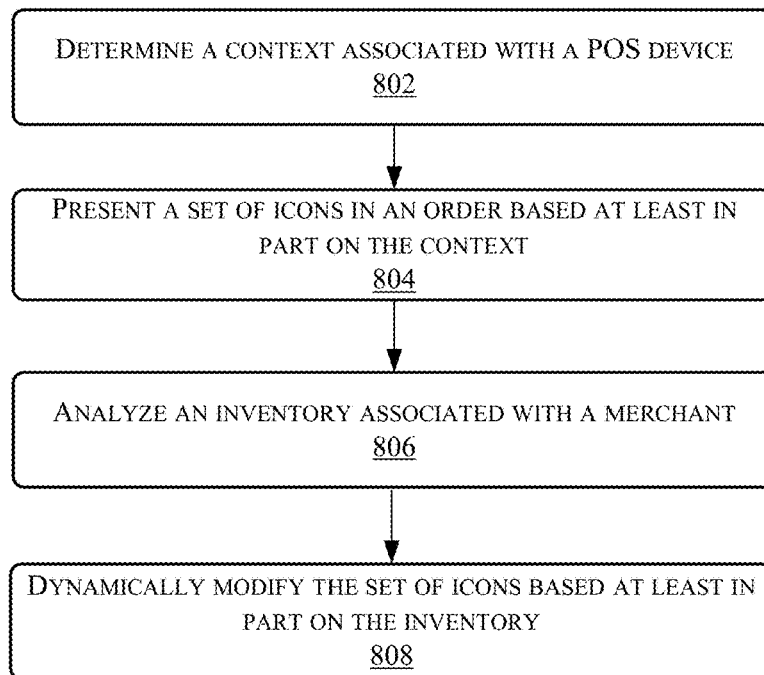 DETERMINE A CONTEXT ASSOCIATED WITH A POS DEVICE
802
PRESENT A SET OF ICONS IN AN ORDER BASED AT LEAST IN
PART ON THE CONTEXT
804
ANALYZE AN INVENTORY ASSOCIATED WITH A MERCHANT
806
DYNAMICALLY MODIFY THE SET OF ICONS BASED AT LEAST IN
PART ON THE INVENTORY
808